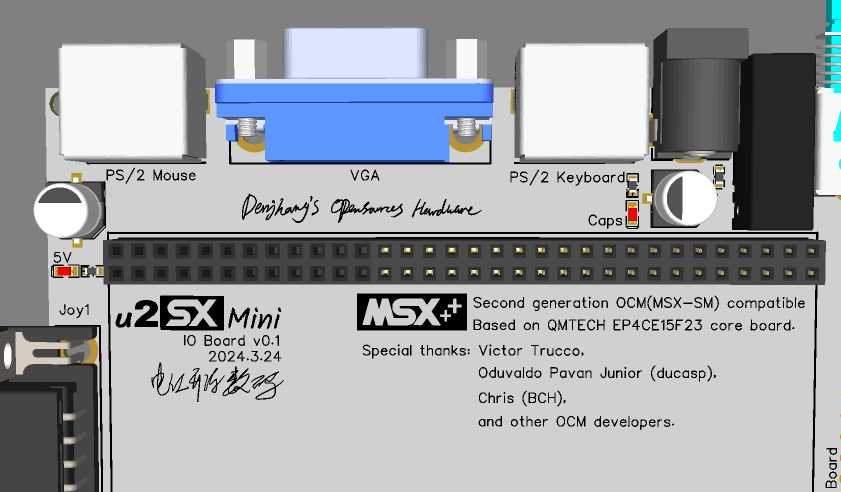 PS/2 Mouse
VGA
PS/2 Keyboard
Denjhang's Opensources Hardware
Caps
5V
Joy1
u2SX Mini
IO Board v0.1
2024.3.24
MSX++
Second generation OCM(MSX-SM) compatible
Based on QMTECH EP4CE15F23 core board.
Special thanks: Victor Trucco,
Oduvaldo Pavan Junior (ducasp),
Chris (BCH),
and other OCM developers.
Board